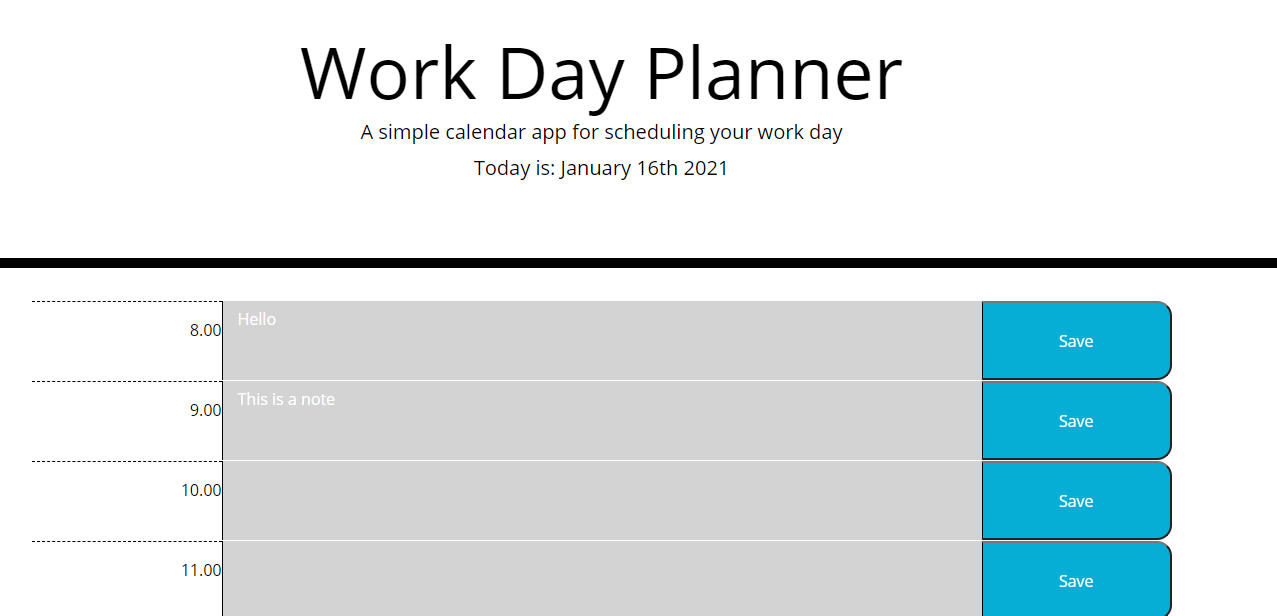 Work Day Planner
A simple calendar app for scheduling your work day
Today is: January 16th 2021
8.00 Hello Save
9.00 This is a note Save
10.00 Save
11.00 Save